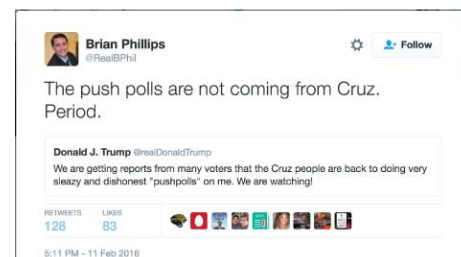 Brian Phillips
@RealBPhil
Follow
The push polls are not coming from Cruz.
Period.
Donald J. Trump @realDonaldTrump
We are getting reports from many voters that the Cruz people are back to doing very
sleazy and dishonest "pushpolls" on me. We are watching!
RETWEETS LIKES
128 83
5:11 PM - 11 Feb 2016